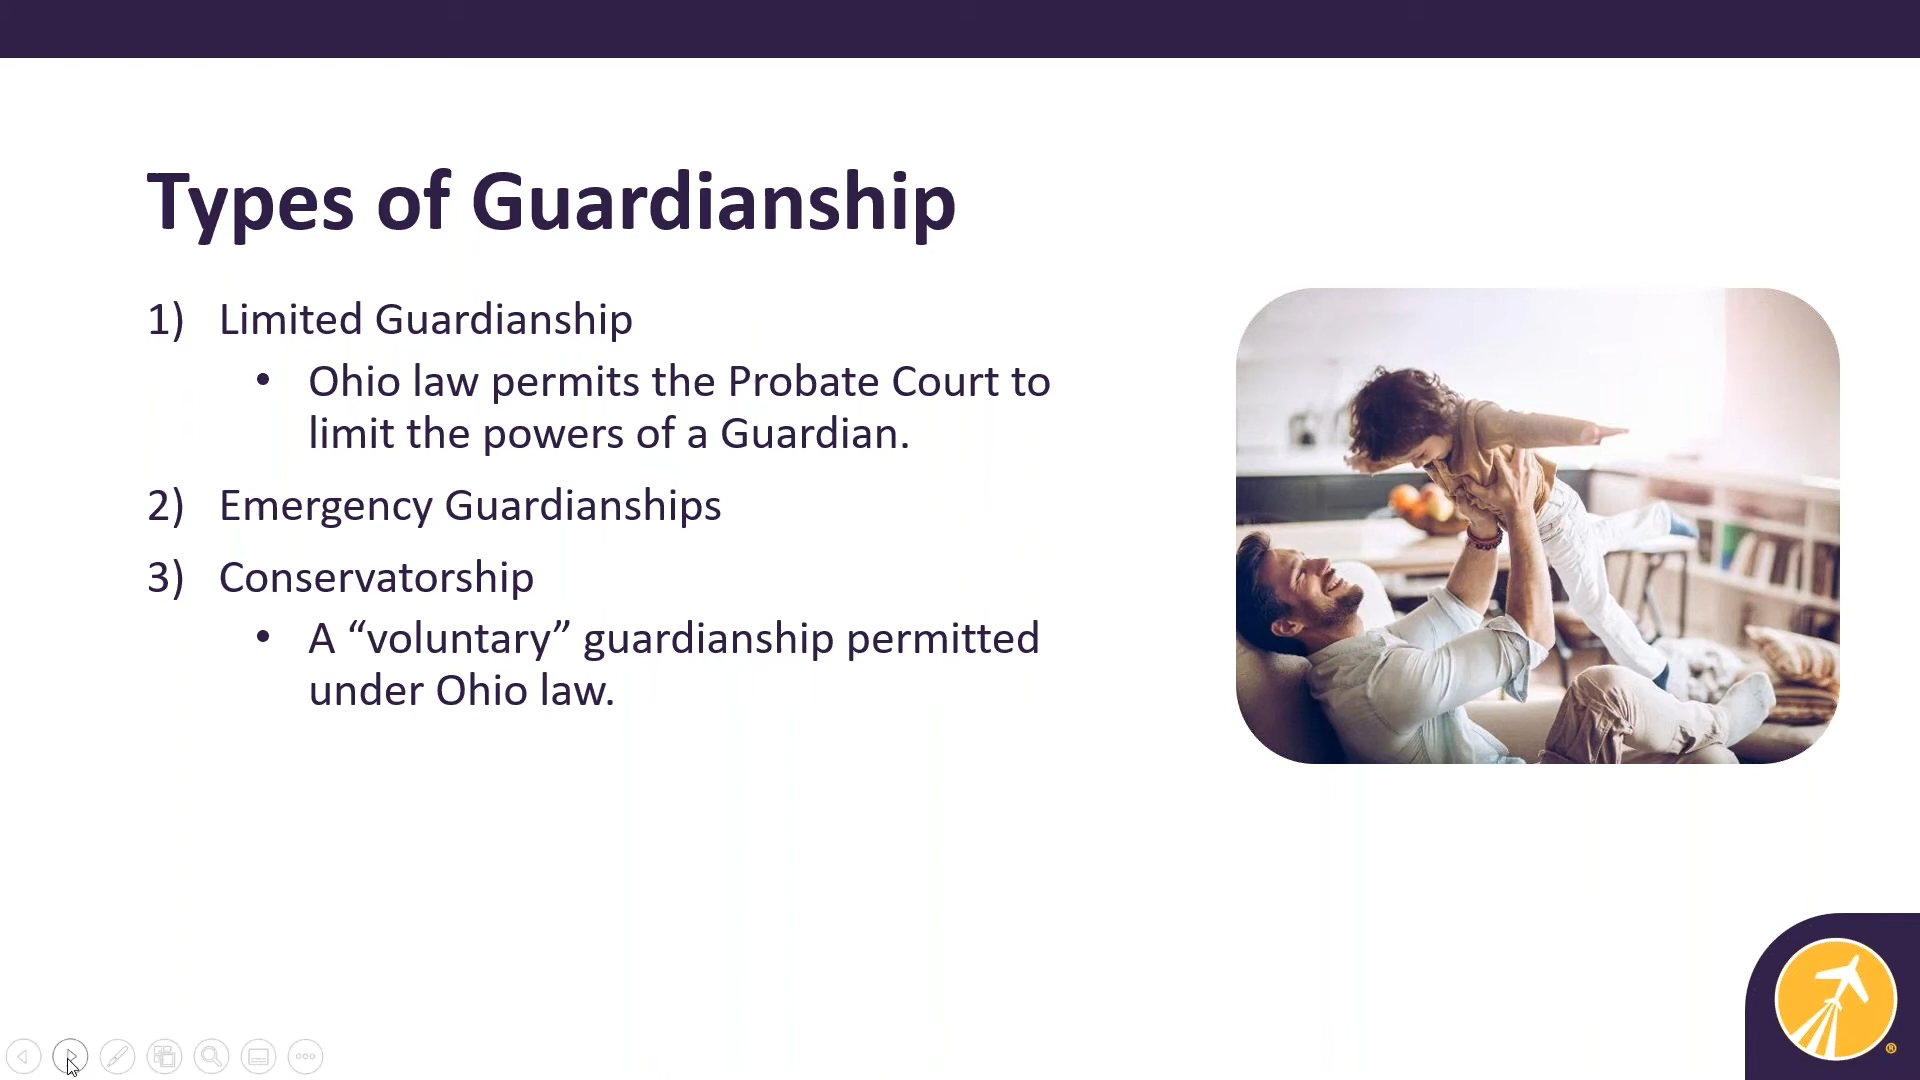 Types of Guardianship
1) Limited Guardianship
• Ohio law permits the Probate Court to
limit the powers of a Guardian.
2) Emergency Guardianships
3) Conservatorship
• A “voluntary” guardianship permitted
under Ohio law.
®